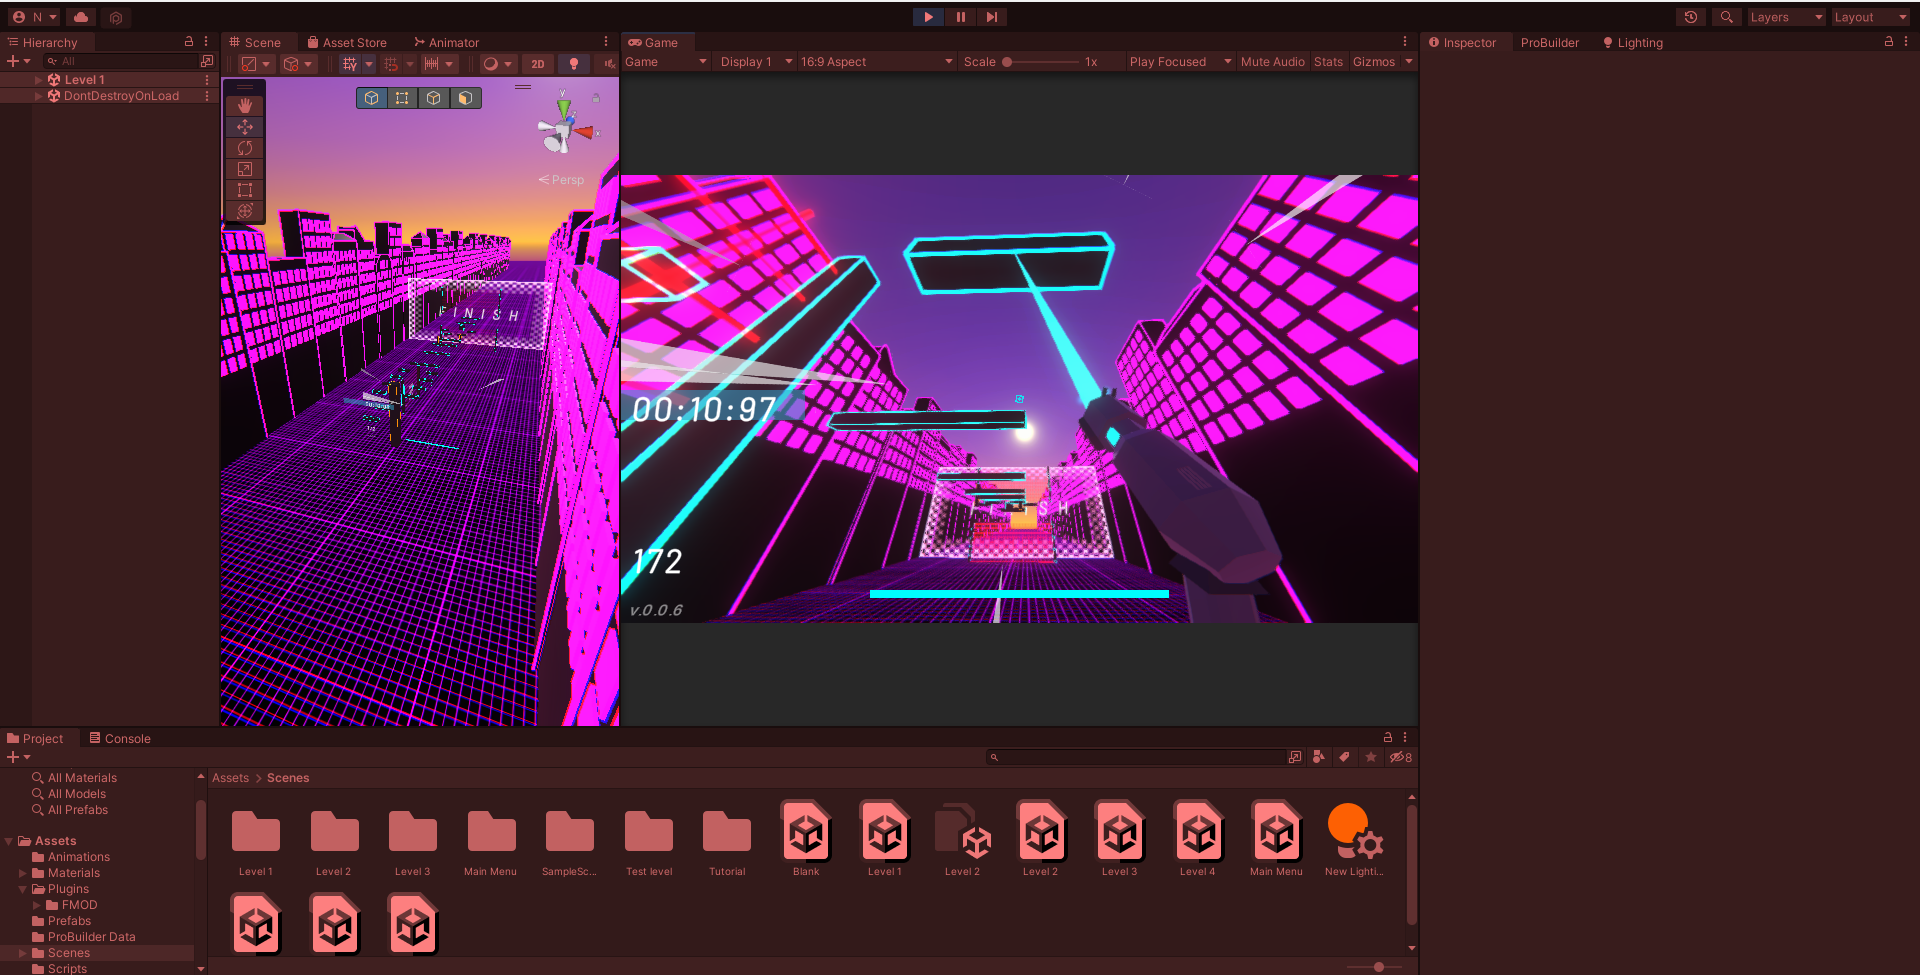 N
Layers
Layout
Hierarchy
All
Level 1
DontDestroyOnLoad
Scene
Asset Store
Animator
2D
y
x
Persp
FINISH
Game
Game
Display 1
16:9 Aspect
Scale
1x
Play Focused
Mute Audio
Stats
Gizmos
00:10:97
172
v.0.0.6
FINISH
Inspector
ProBuilder
Lighting
Project
Console
8
All Materials
All Models
All Prefabs
Assets
Animations
Materials
Plugins
FMOD
Prefabs
ProBuilder Data
Scenes
Scripts
Assets > Scenes
Level 1
Level 2
Level 3
Main Menu
SampleSc...
Test level
Tutorial
Blank
Level 1
Level 2
Level 2
Level 3
Level 4
Main Menu
New Lighti...